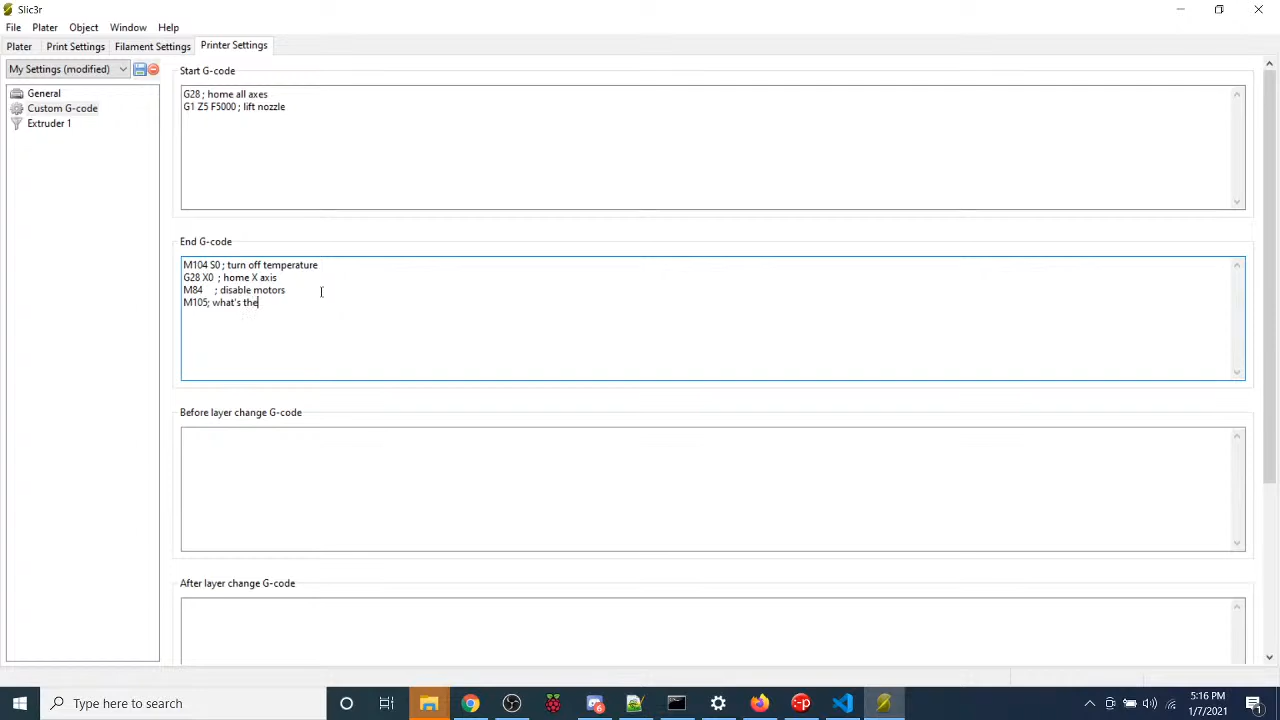 Slic3r
File Plater Object Window Help
Plater Print Settings Filament Settings Printer Settings
My Settings (modified)
General
Custom G-code
Extruder 1
Start G-code
G28 ; home all axes
G1 Z5 F5000 ; lift nozzle
End G-code
M104 S0 ; turn off temperature
G28 X0  ; home X axis
M84    ; disable motors
M105; what's the
Before layer change G-code
After layer change G-code
Type here to search
5:16 PM
1/7/2021